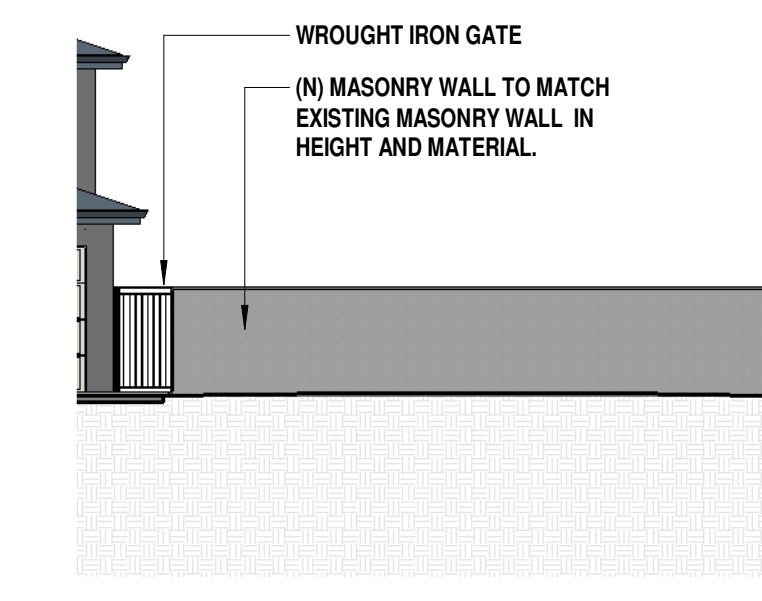 WROUGHT IRON GATE
(N) MASONRY WALL TO MATCH
EXISTING MASONRY WALL IN
HEIGHT AND MATERIAL.